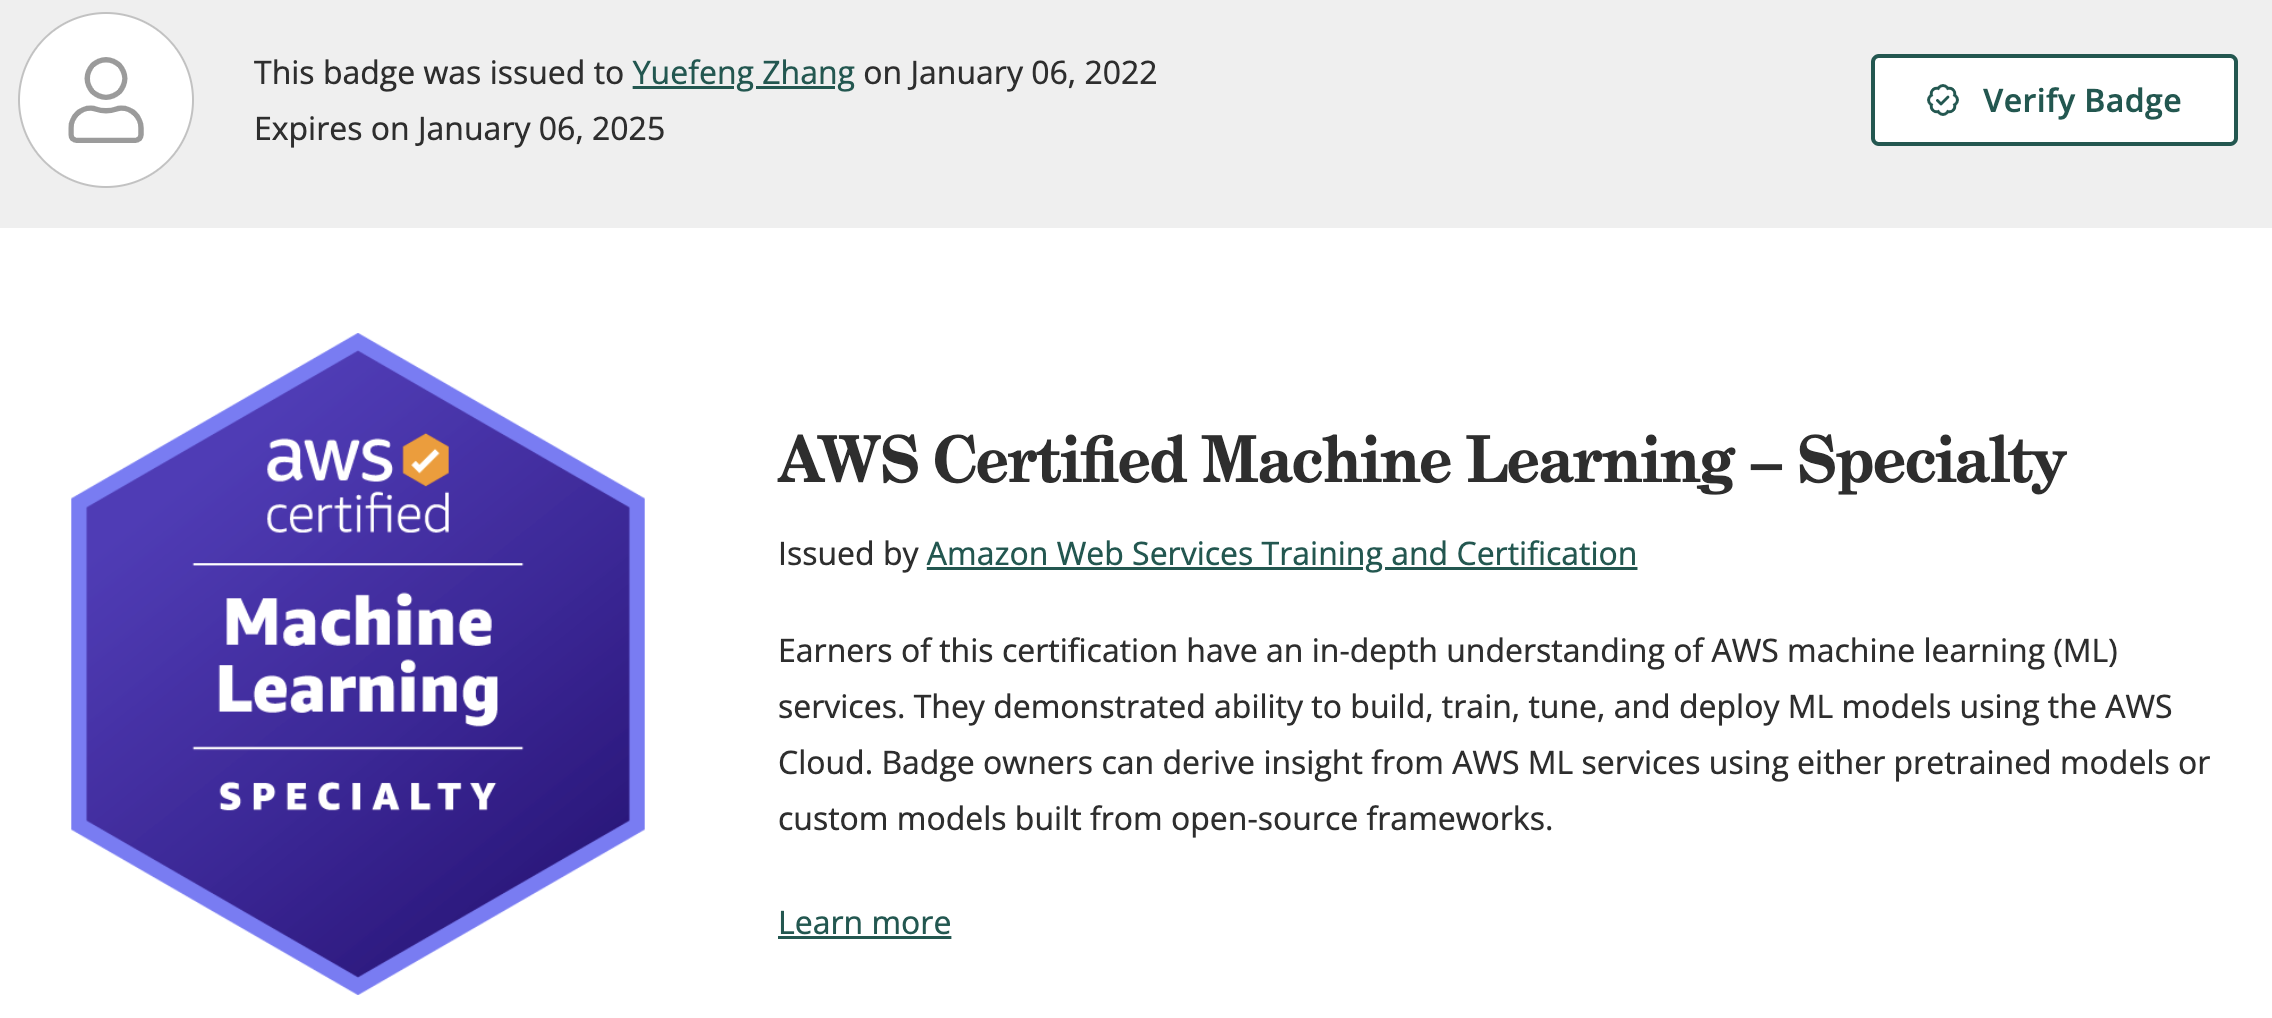 This badge was issued to Yuefeng Zhang on January 06, 2022
Expires on January 06, 2025
Verify Badge
aws
certified
Machine
Learning
SPECIALTY
AWS Certified Machine Learning – Specialty
Issued by Amazon Web Services Training and Certification
Earners of this certification have an in-depth understanding of AWS machine learning (ML)
services. They demonstrated ability to build, train, tune, and deploy ML models using the AWS
Cloud. Badge owners can derive insight from AWS ML services using either pretrained models or
custom models built from open-source frameworks.
Learn more